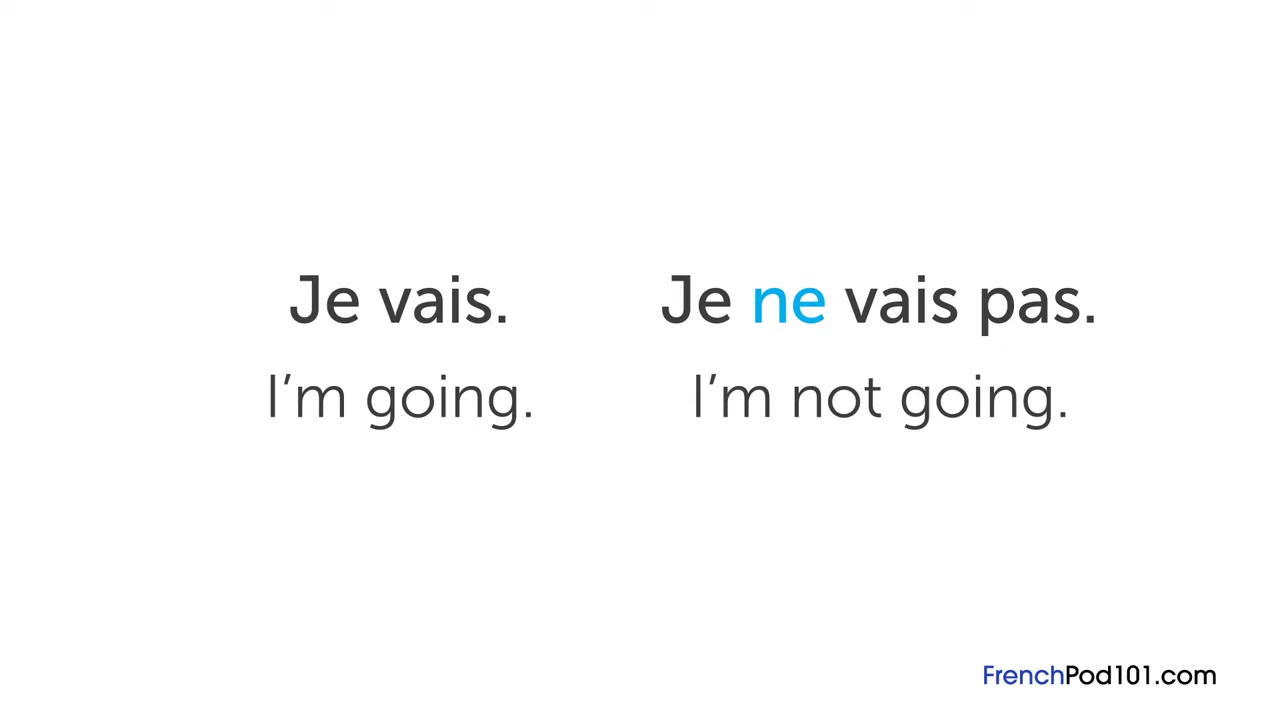 Je vais.
Je ne vais pas.
I’m going.
I’m not going.
FrenchPod101.com